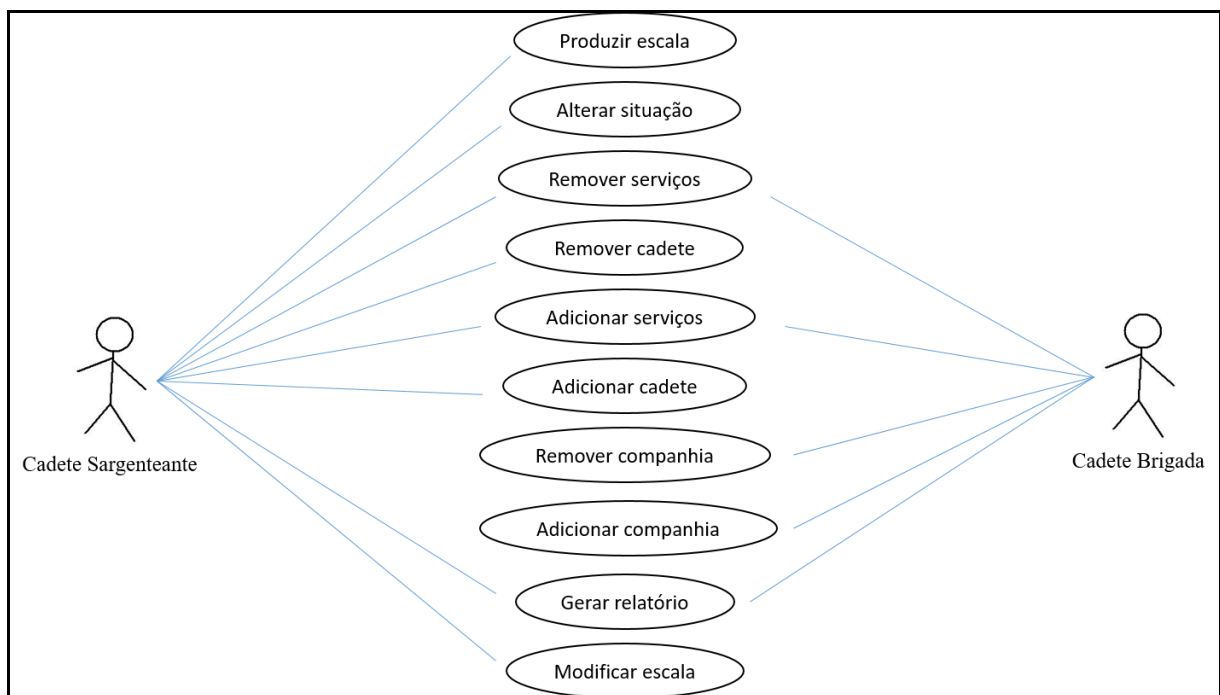 Produzir escala
Alterar situação
Remover serviços
Remover cadete
Adicionar serviços
Adicionar cadete
Cadete Sargenteante
Remover companhia
Cadete Brigada
Adicionar companhia
Gerar relatório
Modificar escala